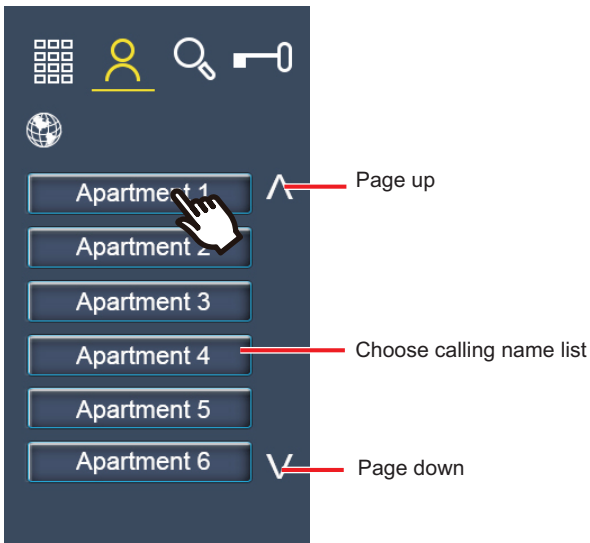 Apartment 1
Page up
Apartment 2
Apartment 3
Apartment 4
Choose calling name list
Apartment 5
Apartment 6
Page down